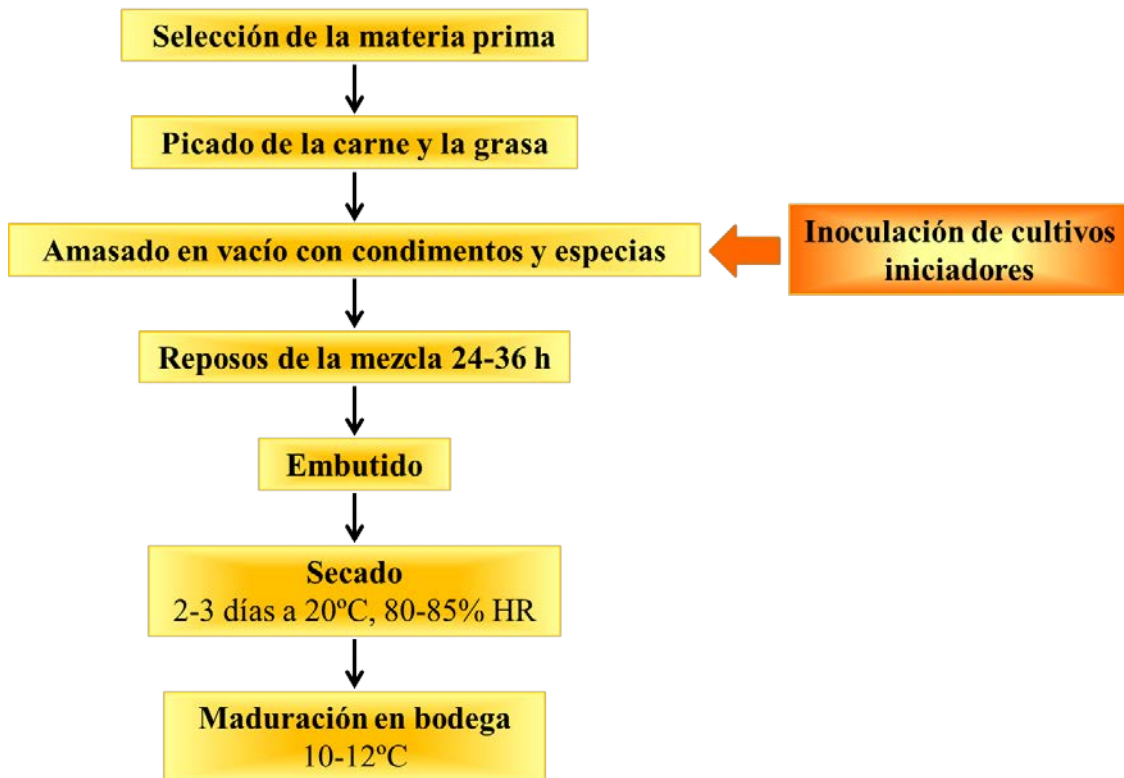 Selección de la materia prima
Picado de la carne y la grasa
Amasado en vacío con condimentos y especias
Inoculación de cultivos
iniciadores
Reposos de la mezcla 24-36 h
Embutido
Secado
2-3 días a 20ºC, 80-85% HR
Maduración en bodega
10-12ºC